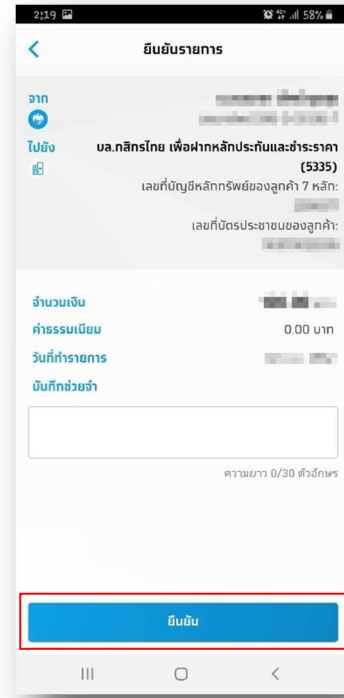 2:19 58%
ยืนยันรายการ
จาก
ไปยัง บล.กสิกรไทย เพื่อฝากหลักประกันและชำระราคา
(5335)
เลขที่บัญชีหลักทรัพย์ของลูกค้า 7 หลัก:
เลขที่บัตรประชาชนของลูกค้า:
จำนวนเงิน
ค่าธรรมเนียม 0.00 บาท
วันที่ทำรายการ
บันทึกช่วยจำ
ความยาว 0/30 ตัวอักษร
ยืนยัน